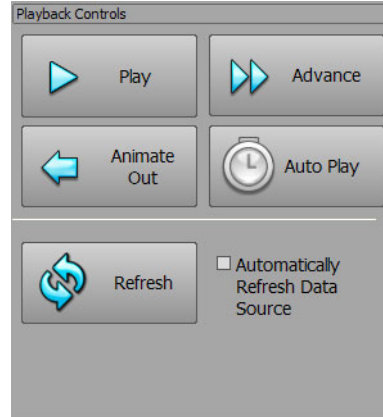 Playback Controls
Play
Advance
Animate
Out
Auto Play
Refresh
Automatically
Refresh Data
Source